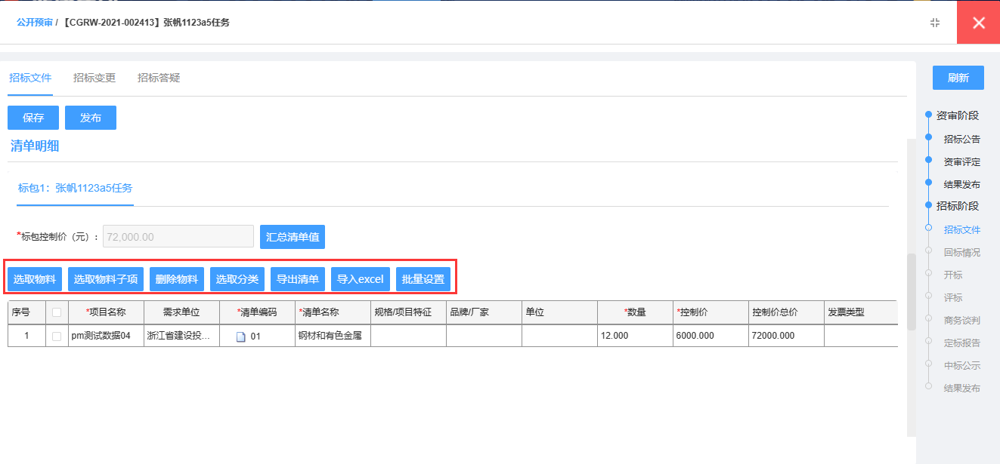 公开预审 / 【CGRW-2021-002413】张帆1123a5任务
招标文件 招标变更 招标答疑
刷新
保存 发布
清单明细
标包1：张帆1123a5任务
*标包控制价（元）： 72,000.00 汇总清单值
选取物料 选取物料子项 删除物料 选取分类 导出清单 导入excel 批量设置
序号 *项目名称 需求单位 *清单编码 *清单名称 规格/项目特征 品牌/厂家 单位 *数量 *控制价 控制价总价 发票类型
1 pm测试数据04 浙江省建设投... 01 钢材和有色金属 12.000 6000.000 72000.000
资审阶段
招标公告
资审评定
结果发布
招标阶段
招标文件
回标情况
开标
评标
商务谈判
定标报告
中标公示
结果发布